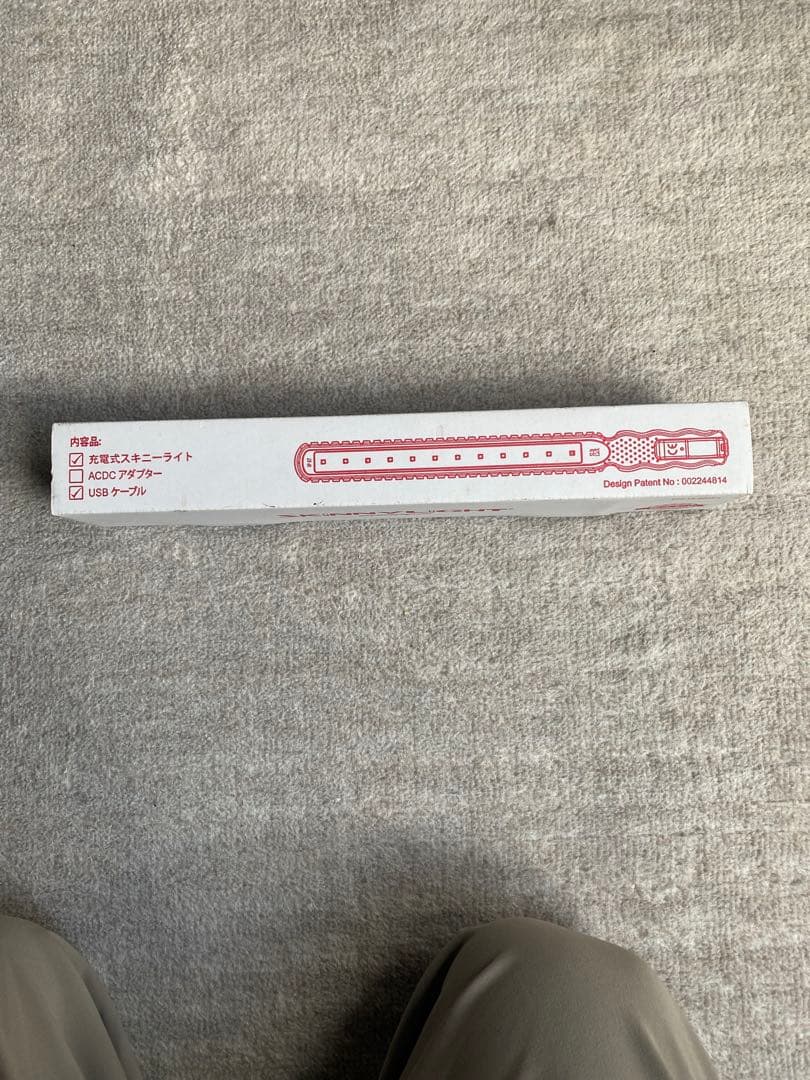 内容品:
☑ 充電式スキニーライト
☐ ACDC アダプター
☑ USB ケーブル
Design Patent No : 002244814